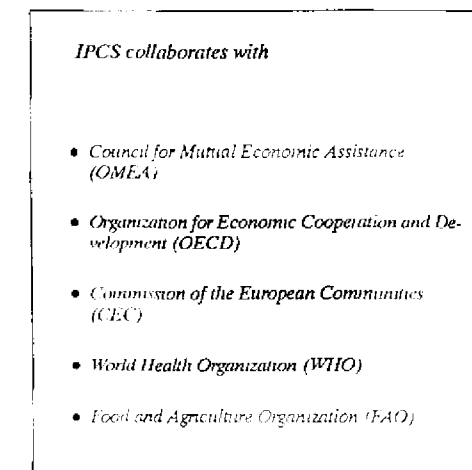 IPCS collaborates with
• Council for Mutual Economic Assistance
(OMEA)
• Organization for Economic Cooperation and De-
velopment (OECD)
• Commission of the European Communities
(CEC)
• World Health Organization (WHO)
• Food and Agriculture Organization (FAO)